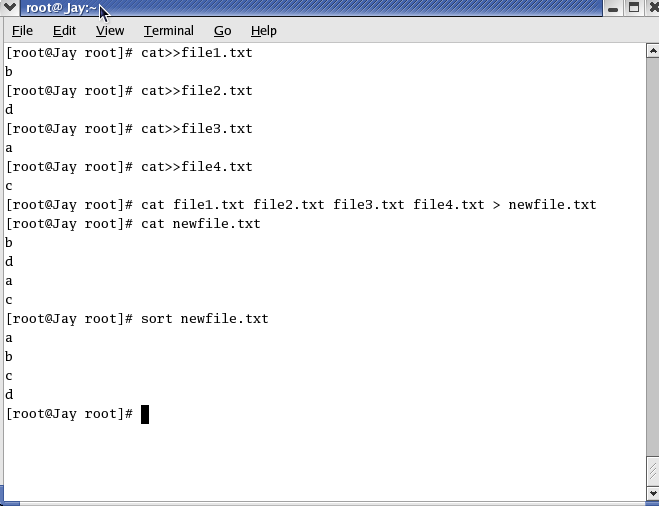 root@ Jay:~
File Edit View Terminal Go Help
[root@Jay root]# cat>>file1.txt
b
[root@Jay root]# cat>>file2.txt
d
[root@Jay root]# cat>>file3.txt
a
[root@Jay root]# cat>>file4.txt
c
[root@Jay root]# cat file1.txt file2.txt file3.txt file4.txt > newfile.txt
[root@Jay root]# cat newfile.txt
b
d
a
c
[root@Jay root]# sort newfile.txt
a
b
c
d
[root@Jay root]#